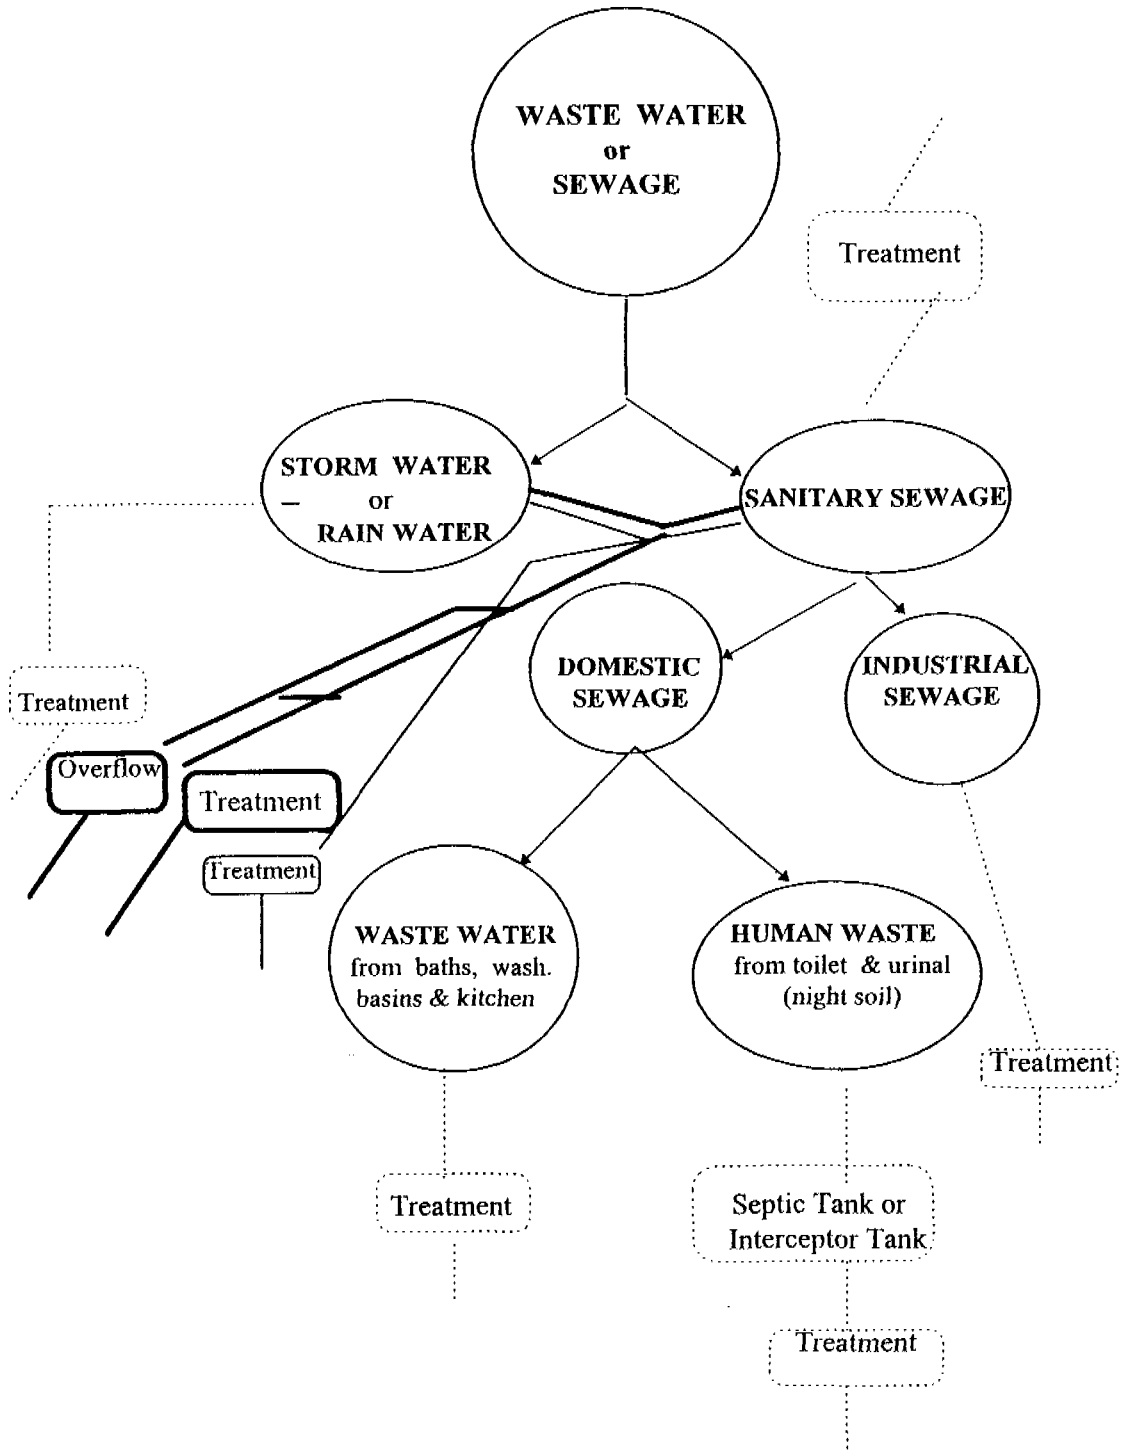 WASTE WATER
or
SEWAGE
Treatment
STORM WATER
or
RAIN WATER
SANITARY SEWAGE
DOMESTIC
SEWAGE
INDUSTRIAL
SEWAGE
Treatment
Overflow
Treatment
Treatment
WASTE WATER
from baths, wash.
basins & kitchen
HUMAN WASTE
from toilet & urinal
(night soil)
Treatment
Treatment
Septic Tank or
Interceptor Tank
Treatment